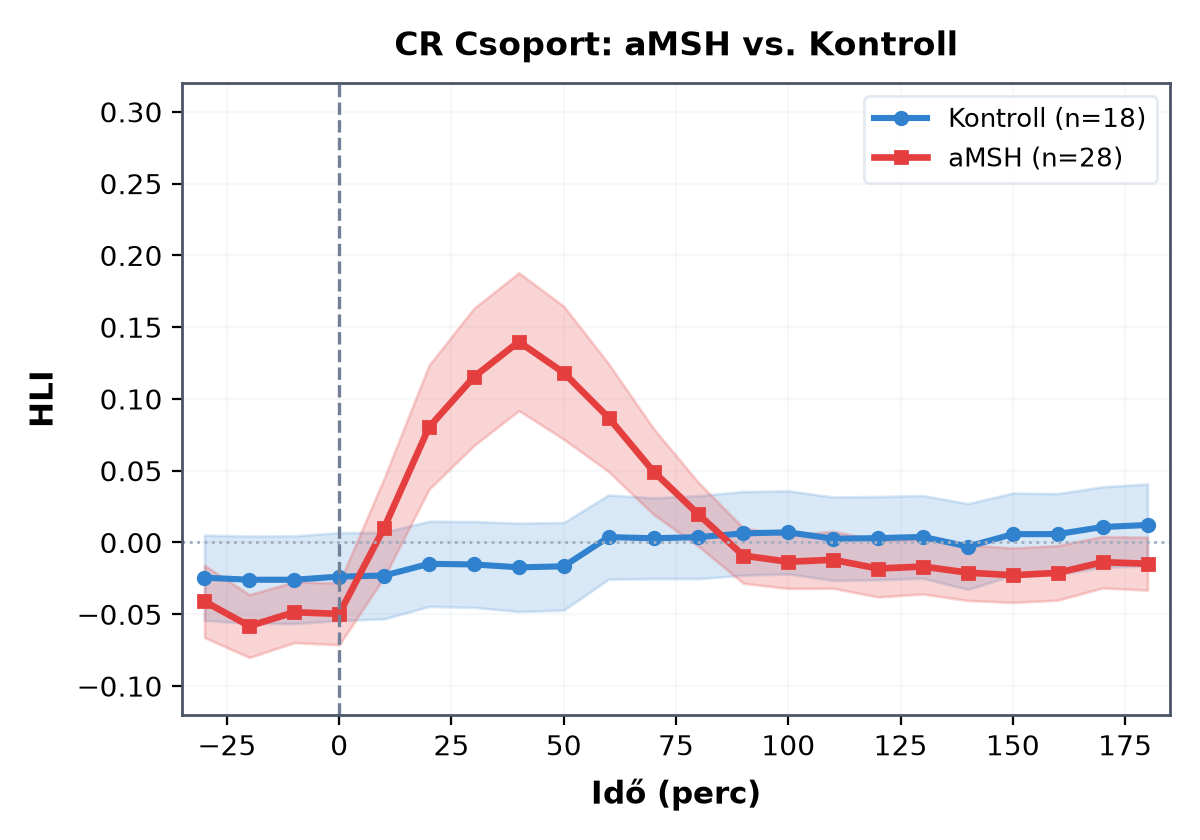 CR Csoport: aMSH vs. Kontroll
Kontroll (n=18)
aMSH (n=28)
0.30
0.25
0.20
0.15
0.10
0.05
0.00
−0.05
−0.10
HLI
−25 0 25 50 75 100 125 150 175
Idő (perc)